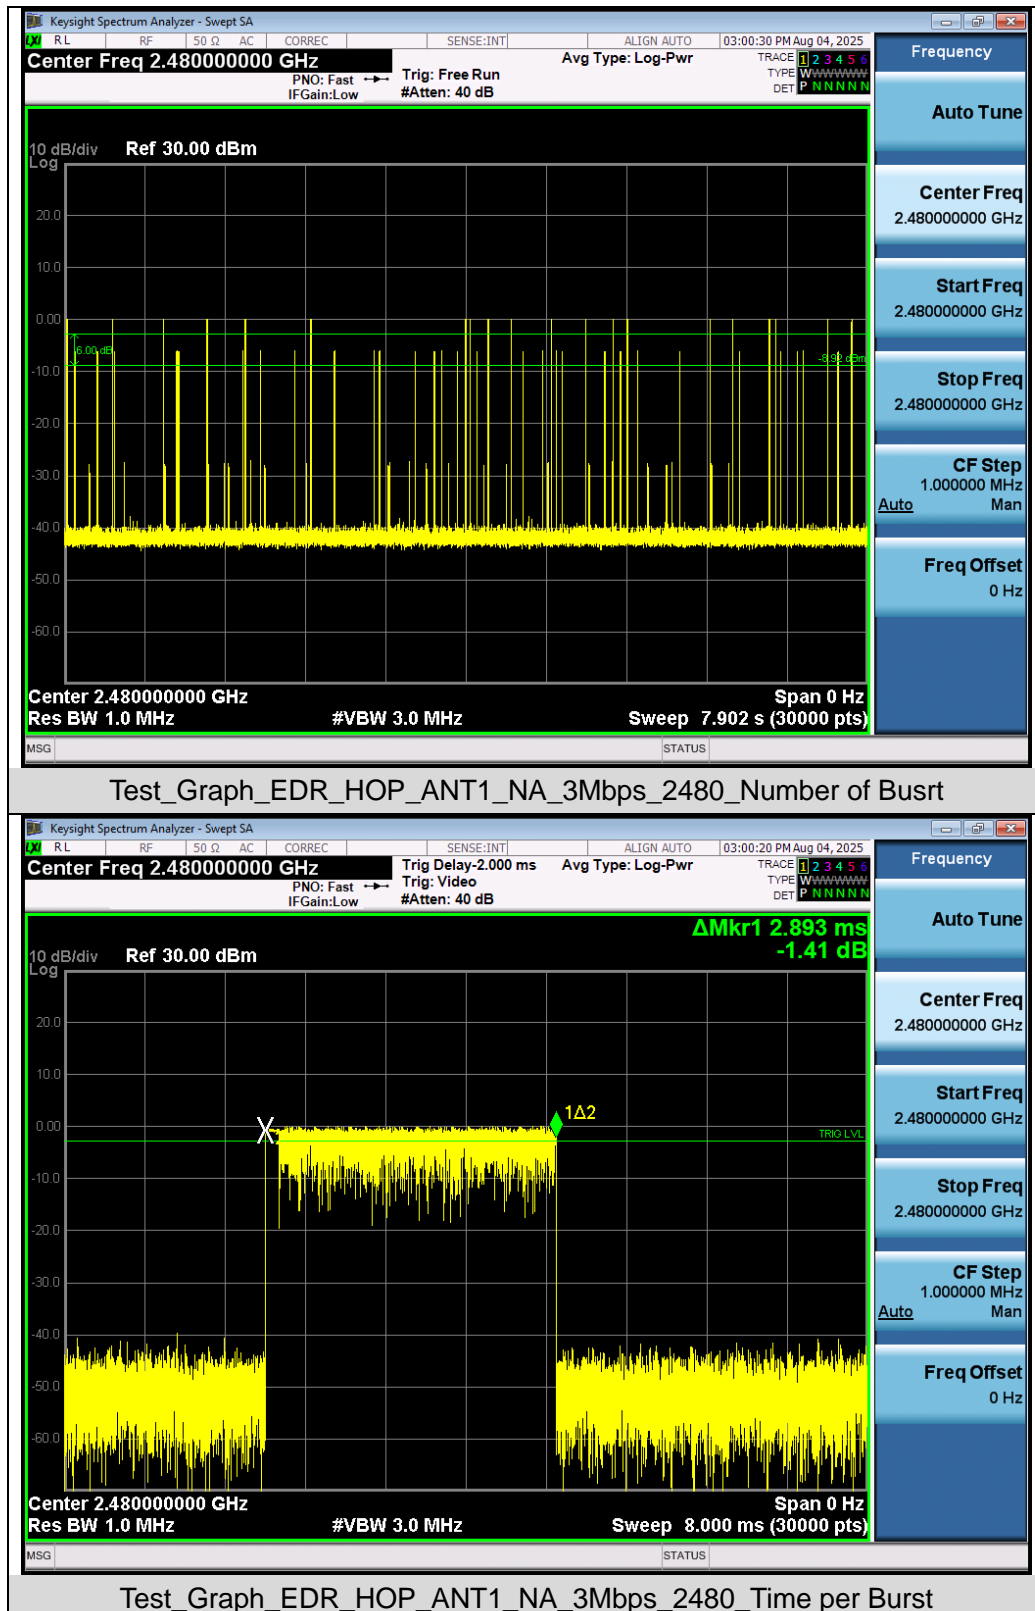 Keysight Spectrum Analyzer - Swept SA
LXI RL RF 50 Ω AC CORREC SENSE:INT ALIGN AUTO 03:00:30 PM Aug 04, 2025
Center Freq 2.480000000 GHz Avg Type: Log-Pwr TRACE 1 2 3 4 5 6
PNO: Fast Trig: Free Run TYPE WWWWWW
IFGain:Low #Atten: 40 dB DET P N N N N N
Frequency
Auto Tune
10 dB/div Ref 30.00 dBm
Log
20.0
10.0
0.00
6.00 dB
-8.92 dBm
-10.0
-20.0
-30.0
-40.0
-50.0
-60.0
Center 2.480000000 GHz Span 0 Hz
Res BW 1.0 MHz #VBW 3.0 MHz Sweep 7.902 s (30000 pts)
MSG STATUS
Center Freq
2.480000000 GHz
Start Freq
2.480000000 GHz
Stop Freq
2.480000000 GHz
CF Step
1.000000 MHz
Auto Man
Freq Offset
0 Hz
Test_Graph_EDR_HOP_ANT1_NA_3Mbps_2480_Number of Busrt
Keysight Spectrum Analyzer - Swept SA
LXI RL RF 50 Ω AC CORREC SENSE:INT ALIGN AUTO 03:00:20 PM Aug 04, 2025
Center Freq 2.480000000 GHz Trig Delay-2.000 ms Avg Type: Log-Pwr TRACE 1 2 3 4 5 6
PNO: Fast Trig: Video TYPE WWWWWW
IFGain:Low #Atten: 40 dB DET P N N N N N
Frequency
Auto Tune
ΔMkr1 2.893 ms
-1.41 dB
10 dB/div Ref 30.00 dBm
Log
20.0
10.0
0.00
1Δ2
TRIG LVL
-10.0
-20.0
-30.0
-40.0
-50.0
-60.0
Center 2.480000000 GHz Span 0 Hz
Res BW 1.0 MHz #VBW 3.0 MHz Sweep 8.000 ms (30000 pts)
MSG STATUS
Center Freq
2.480000000 GHz
Start Freq
2.480000000 GHz
Stop Freq
2.480000000 GHz
CF Step
1.000000 MHz
Auto Man
Freq Offset
0 Hz
Test_Graph_EDR_HOP_ANT1_NA_3Mbps_2480_Time per Burst